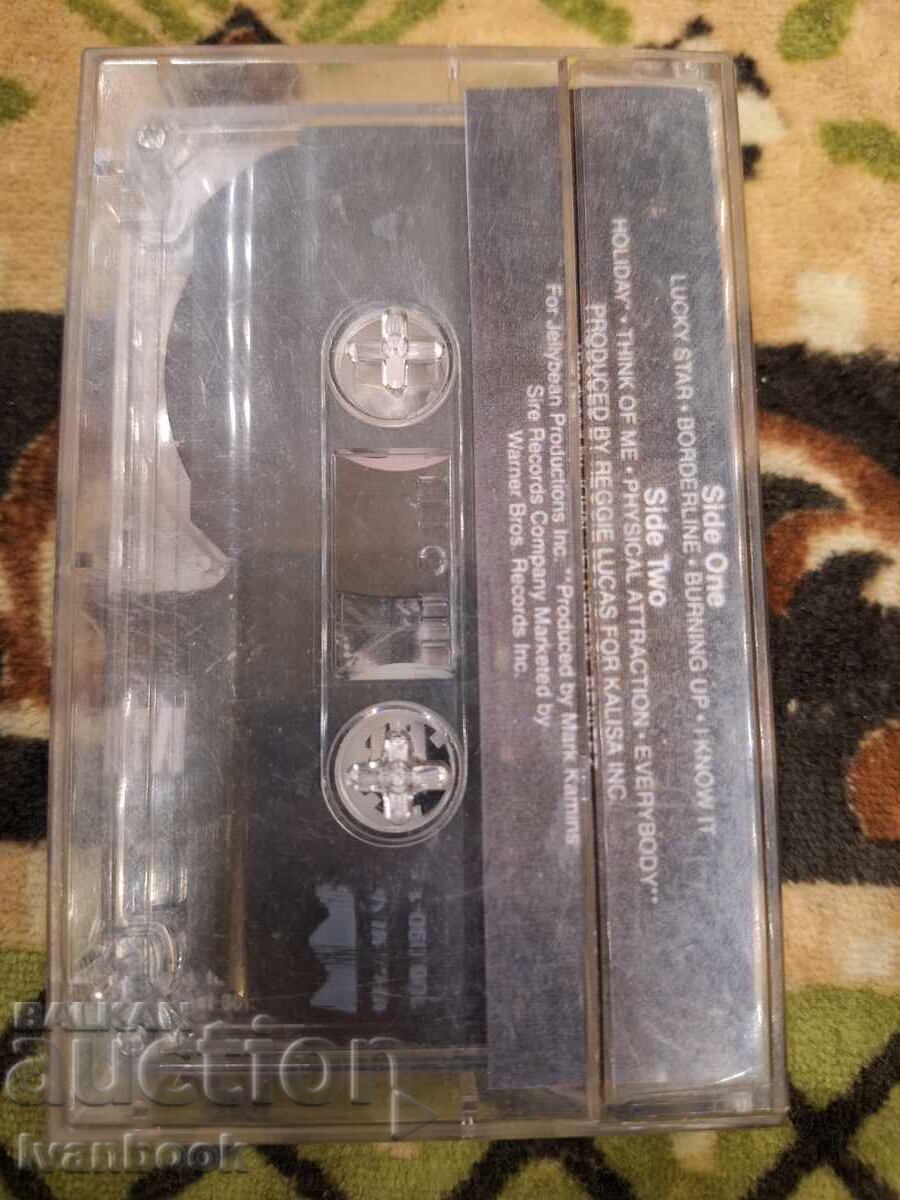 Side One
LUCKY STAR • BORDERLINE • BURNING UP • I KNOW IT
Side Two
HOLIDAY* • THINK OF ME • PHYSICAL ATTRACTION • EVERYBODY**
PRODUCED BY REGGIE LUCAS FOR KALISA INC.
For Jellybean Productions Inc. **Produced by Mark Kamins
Sire Records Company Marketed by
Warner Bros. Records Inc.
BALKAN
auction
Ivanbook